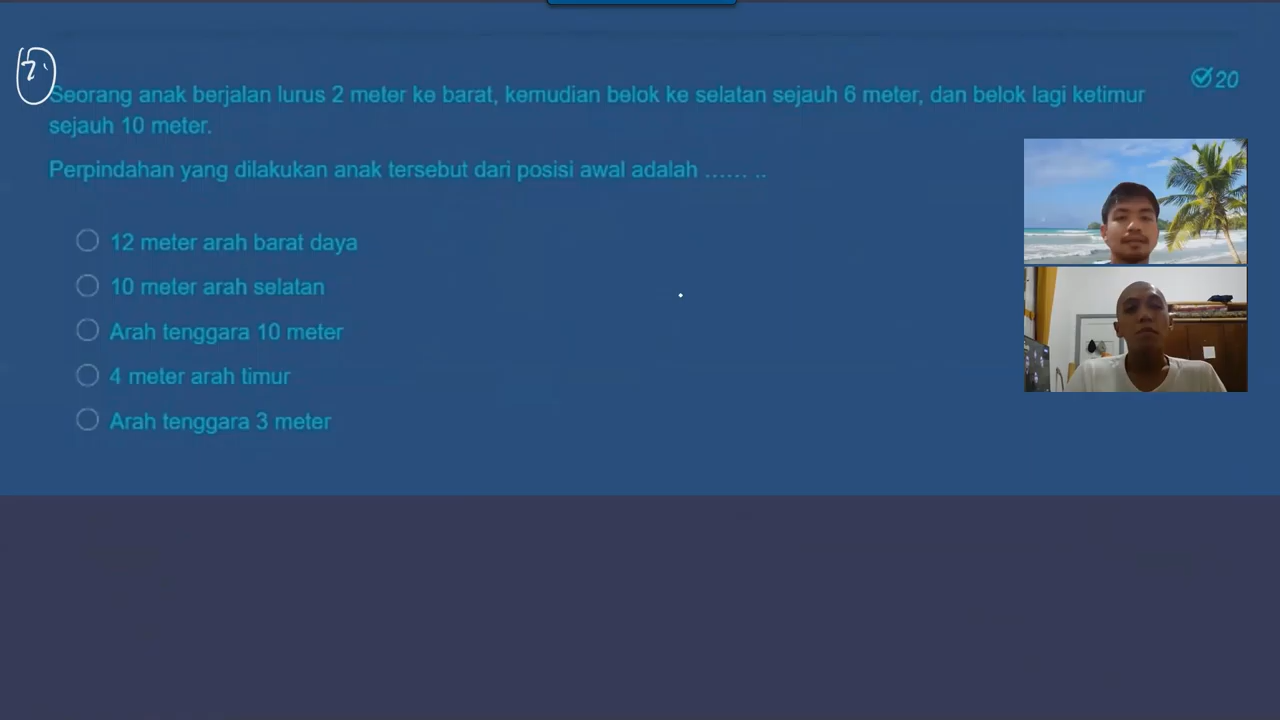 2.
Seorang anak berjalan lurus 2 meter ke barat, kemudian belok ke selatan sejauh 6 meter, dan belok lagi ketimur
sejauh 10 meter.
20
Perpindahan yang dilakukan anak tersebut dari posisi awal adalah ...... ..
12 meter arah barat daya
10 meter arah selatan
Arah tenggara 10 meter
4 meter arah timur
Arah tenggara 3 meter